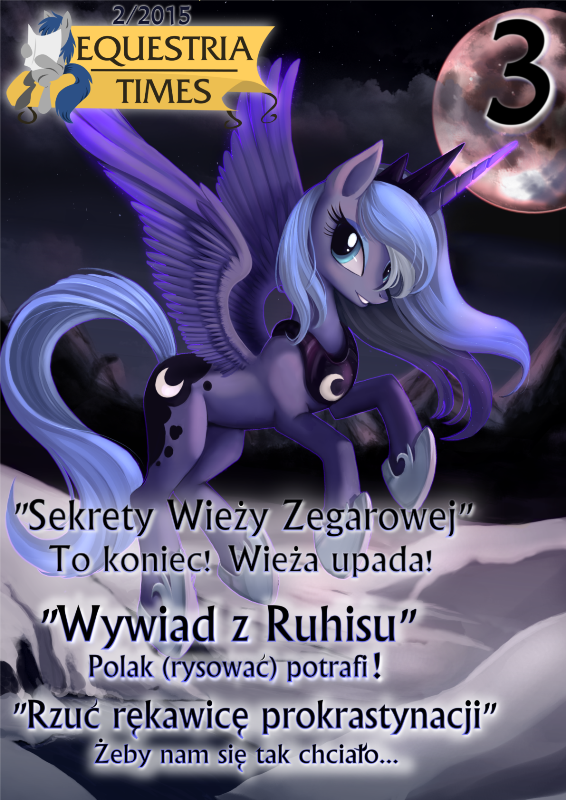 2/2015
EQUESTRIA
TIMES
3
"Sekrety Wieży Zegarowej"
To koniec! Wieża upada!
"Wywiad z Ruhisu"
Polak (rysować) potrafi!
"Rzuć rękawicę prokrastynacji"
Żeby nam się tak chciało...